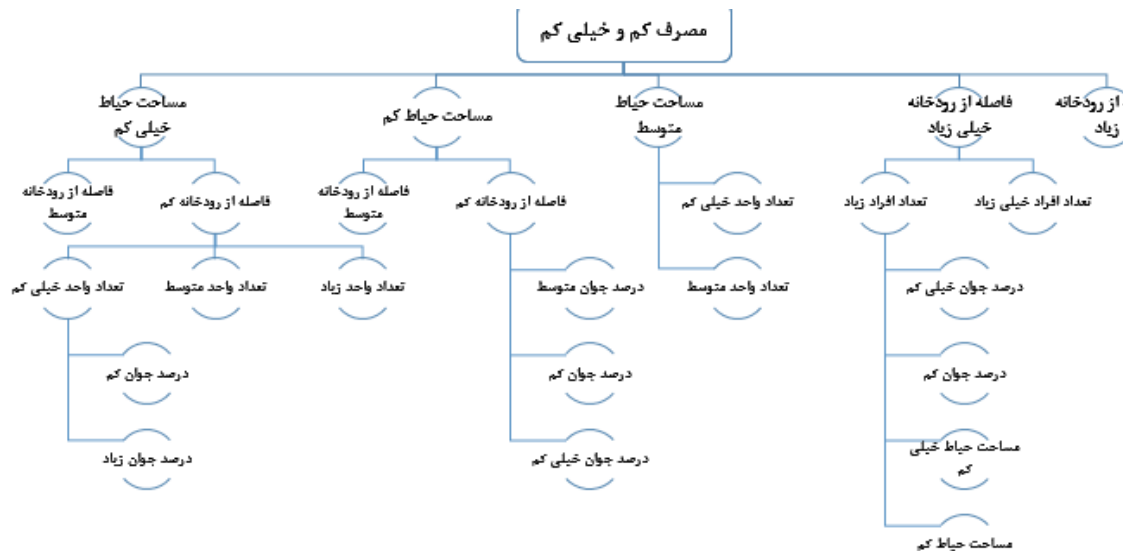 مصرف کم و خیلی کم
از رودخانه
زیاد
فاصله از رودخانه
خیلی زیاد
مساحت حیاط
متوسط
مساحت حیاط کم
مساحت حیاط
خیلی کم
تعداد افراد خیلی زیاد
تعداد افراد زیاد
تعداد واحد خیلی کم
فاصله از رودخانه کم
فاصله از رودخانه
متوسط
فاصله از رودخانه کم
فاصله از رودخانه
متوسط
درصد جوان خیلی کم
تعداد واحد متوسط
درصد جوان متوسط
تعداد واحد زیاد
تعداد واحد متوسط
تعداد واحد خیلی کم
درصد جوان کم
درصد جوان کم
درصد جوان کم
مساحت حیاط خیلی
کم
درصد جوان خیلی کم
درصد جوان زیاد
مساحت حیاط کم